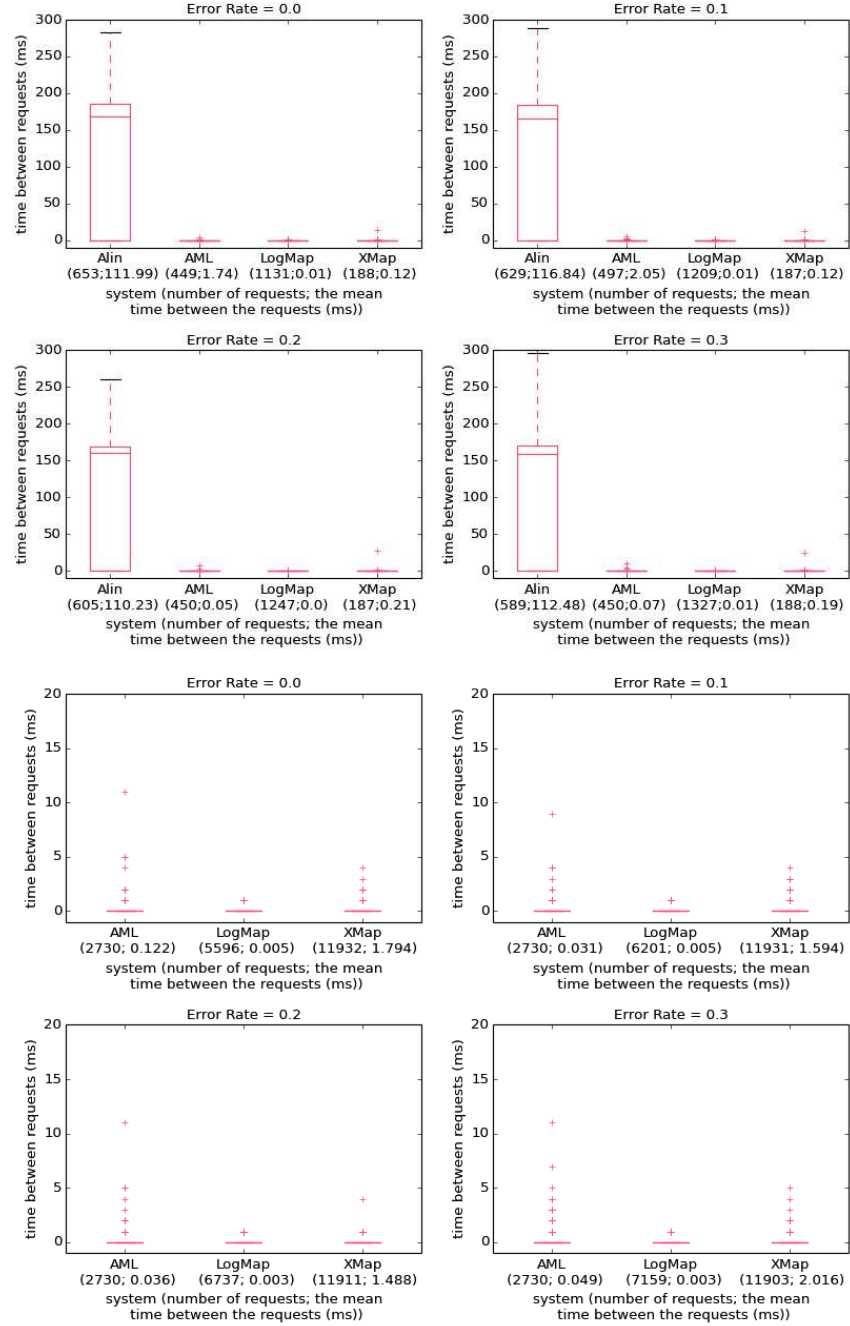 Error Rate = 0.0
300
250
200
150
100
50
0
time between requests (ms)
Alin AML LogMap XMap
(653;111.99) (449;1.74) (1131;0.01) (188;0.12)
system (number of requests; the mean
time between the requests (ms))
Error Rate = 0.1
300
250
200
150
100
50
0
time between requests (ms)
Alin AML LogMap XMap
(629;116.84) (497;2.05) (1209;0.01) (187;0.12)
system (number of requests; the mean
time between the requests (ms))
Error Rate = 0.2
300
250
200
150
100
50
0
time between requests (ms)
Alin AML LogMap XMap
(605;110.23) (450;0.05) (1247;0.0) (187;0.21)
system (number of requests; the mean
time between the requests (ms))
Error Rate = 0.3
300
250
200
150
100
50
0
time between requests (ms)
Alin AML LogMap XMap
(589;112.48) (450;0.07) (1327;0.01) (188;0.19)
system (number of requests; the mean
time between the requests (ms))
Error Rate = 0.0
20
15
10
5
0
time between requests (ms)
AML LogMap XMap
(2730; 0.122) (5596; 0.005) (11932; 1.794)
system (number of requests; the mean
time between the requests (ms))
Error Rate = 0.1
20
15
10
5
0
time between requests (ms)
AML LogMap XMap
(2730; 0.031) (6201; 0.005) (11931; 1.594)
system (number of requests; the mean
time between the requests (ms))
Error Rate = 0.2
20
15
10
5
0
time between requests (ms)
AML LogMap XMap
(2730; 0.036) (6737; 0.003) (11911; 1.488)
system (number of requests; the mean
time between the requests (ms))
Error Rate = 0.3
20
15
10
5
0
time between requests (ms)
AML LogMap XMap
(2730; 0.049) (7159; 0.003) (11903; 2.016)
system (number of requests; the mean
time between the requests (ms))